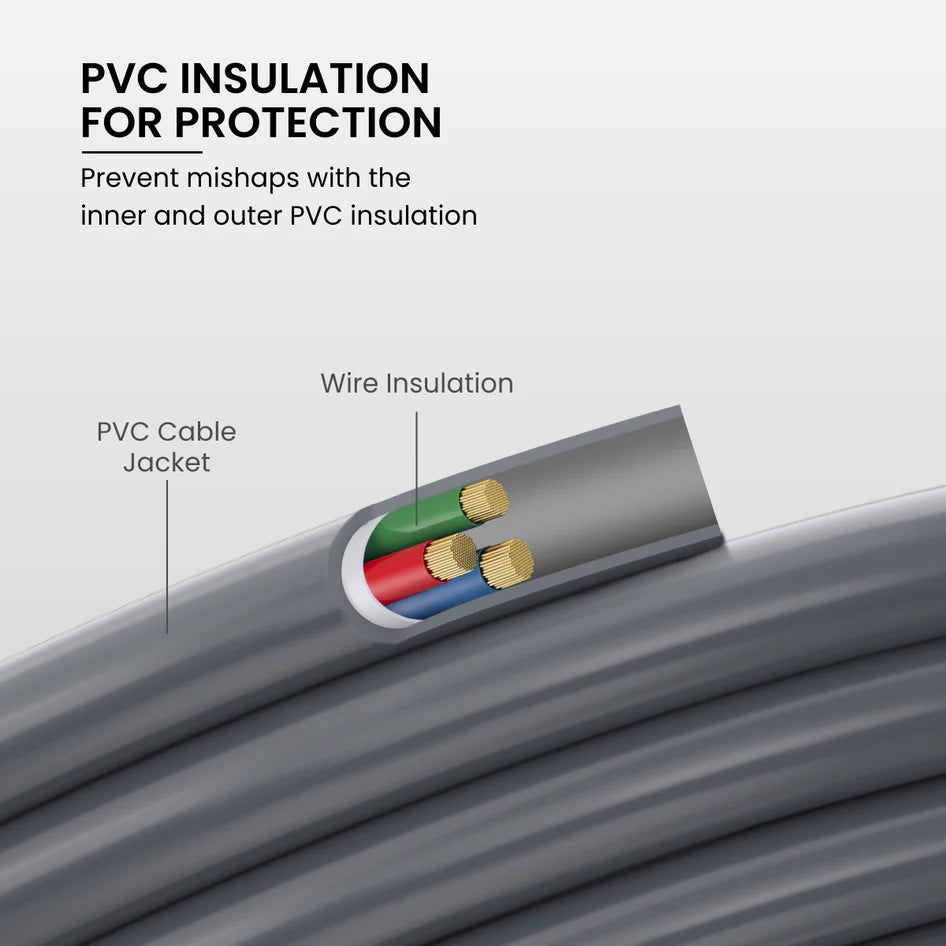 PVC INSULATION
FOR PROTECTION
Prevent mishaps with the
inner and outer PVC insulation
Wire Insulation
PVC Cable
Jacket